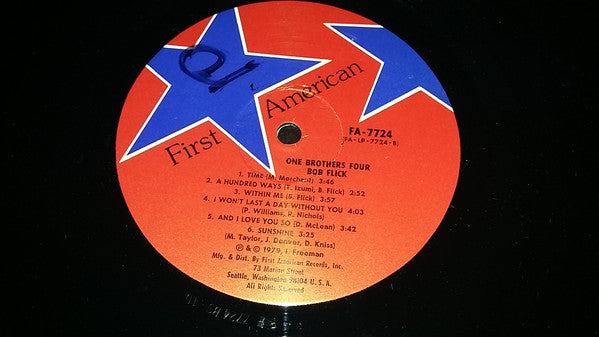 First American
FA-7724
(FA-LP-7724-B)
ONE BROTHERS FOUR
BOB FLICK
1. TIME (M. Merchent) 3:46
2. A HUNDRED WAYS (T. Izumi, B. Flick) 2:52
3. WITHIN ME (B. Flick) 3:57
4. I WON'T LAST A DAY WITHOUT YOU 4:03
(P. Williams, R. Nichols)
5. AND I LOVE YOU SO (D. McLean) 3:42
6. SUNSHINE 3:25
(M. Taylor, J. Denver, D. Kniss)
℗ & © 1979, J. Freeman
Mfg. & Dist. By First American Records, Inc.
73 Marion Street
Seattle, Washington 98104 U.S.A.
All Rights Reserved